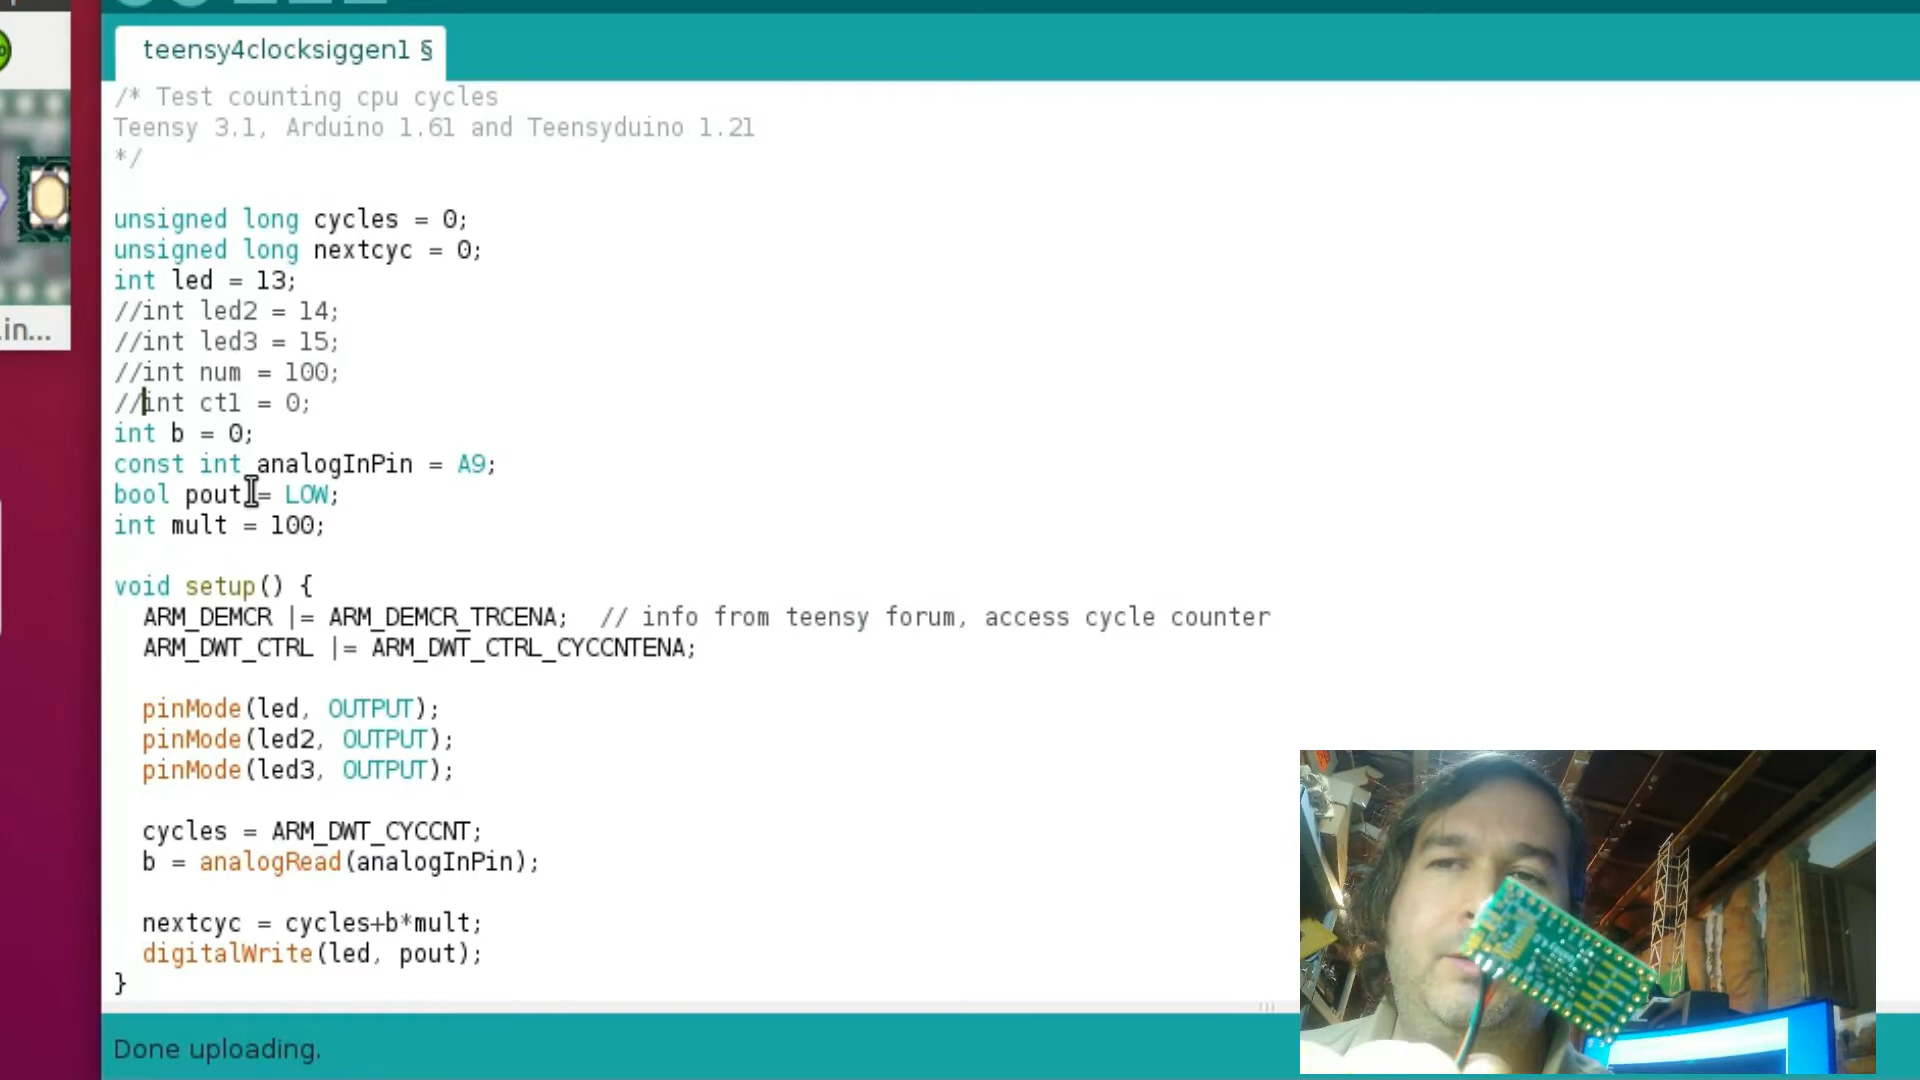 teensy4clocksiggen1 §
/* Test counting cpu cycles
Teensy 3.1, Arduino 1.61 and Teensyduino 1.21
*/
unsigned long cycles = 0;
unsigned long nextcyc = 0;
int led = 13;
//int led2 = 14;
//int led3 = 15;
//int num = 100;
//int ct1 = 0;
int b = 0;
const int analogInPin = A9;
bool pout = LOW;
int mult = 100;
void setup() {
ARM_DEMCR |= ARM_DEMCR_TRCENA; // info from teensy forum, access cycle counter
ARM_DWT_CTRL |= ARM_DWT_CTRL_CYCCNTENA;
pinMode(led, OUTPUT);
pinMode(led2, OUTPUT);
pinMode(led3, OUTPUT);
cycles = ARM_DWT_CYCCNT;
b = analogRead(analogInPin);
nextcyc = cycles+b*mult;
digitalWrite(led, pout);
}
Done uploading.